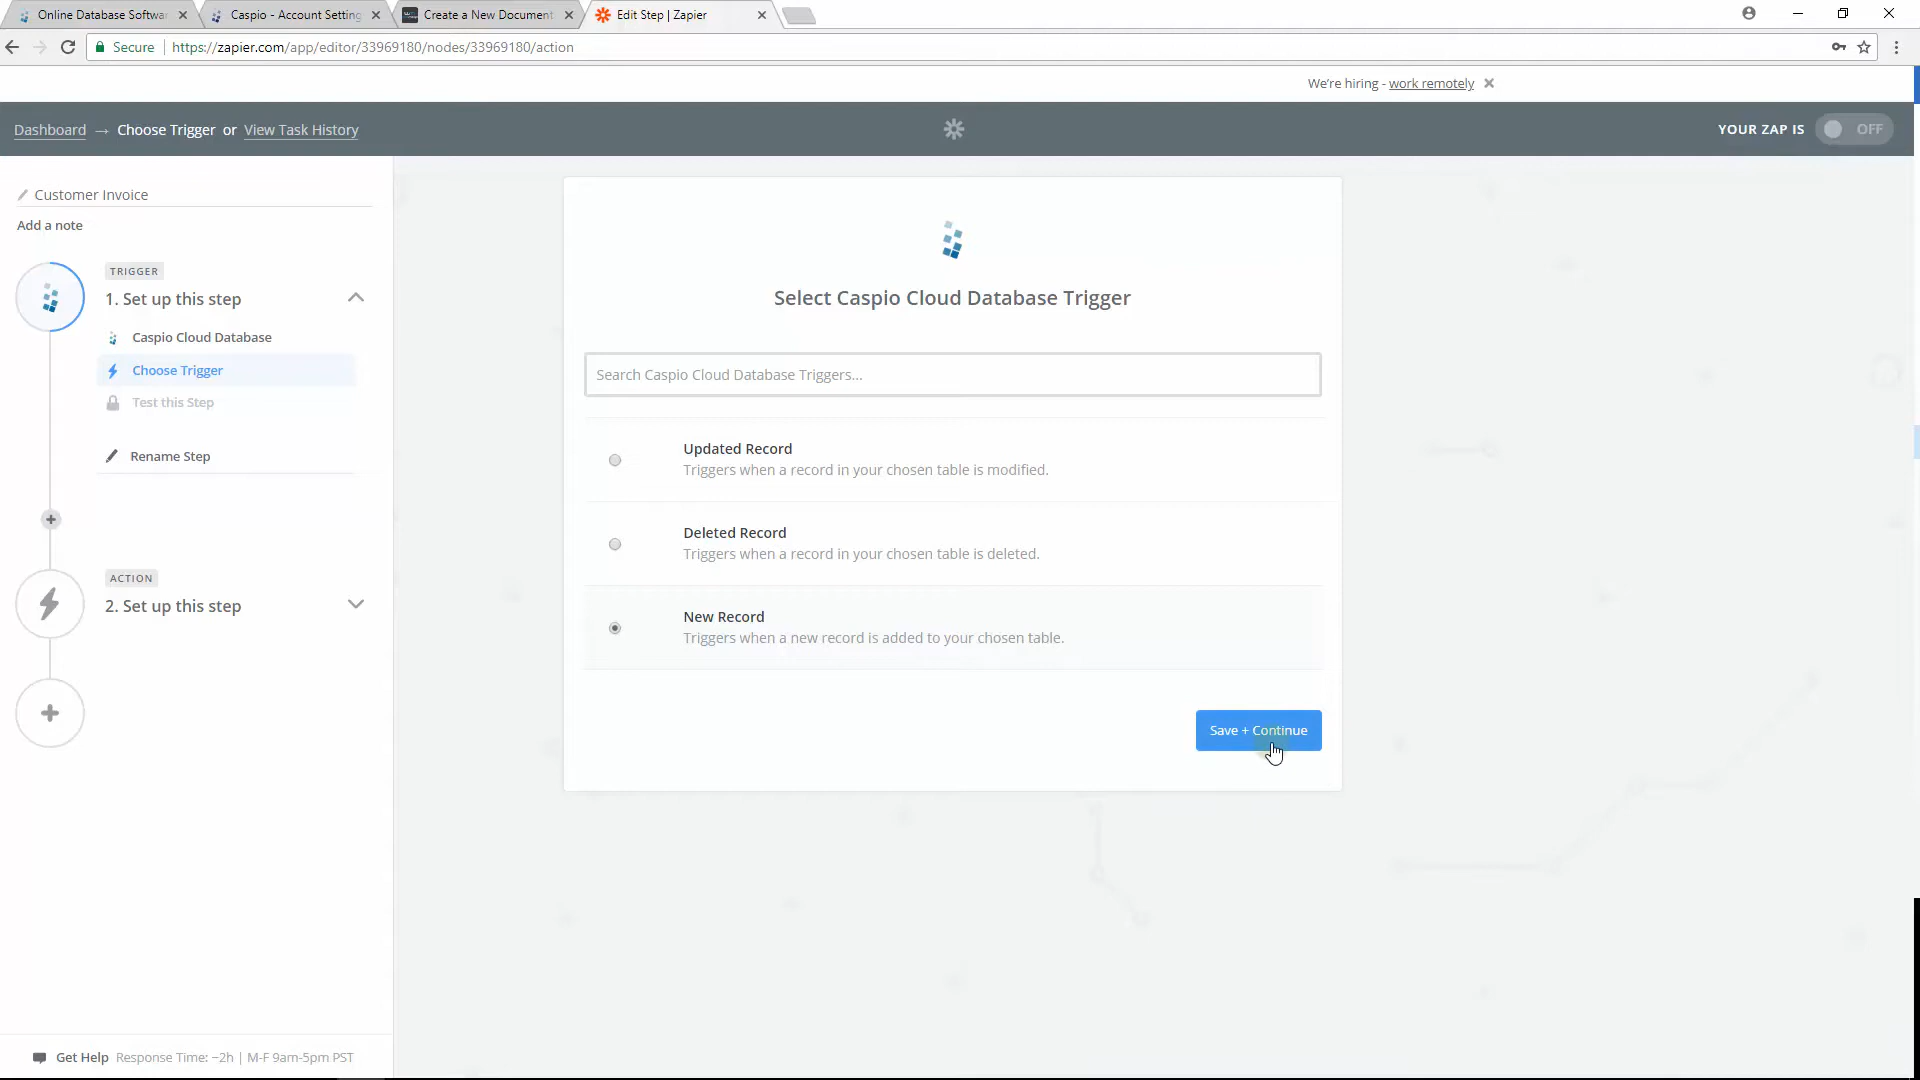 Online Database Softwa
Caspio - Account Setting
Create a New Document
Edit Step | Zapier
Secure
https://zapier.com/app/editor/33969180/nodes/33969180/action
We're hiring - work remotely
Dashboard → Choose Trigger or View Task History
YOUR ZAP IS
OFF
Customer Invoice
Add a note
TRIGGER
1. Set up this step
Caspio Cloud Database
Choose Trigger
Test this Step
Rename Step
ACTION
2. Set up this step
Select Caspio Cloud Database Trigger
Search Caspio Cloud Database Triggers...
Updated Record
Triggers when a record in your chosen table is modified.
Deleted Record
Triggers when a record in your chosen table is deleted.
New Record
Triggers when a new record is added to your chosen table.
Save + Continue
Get Help Response Time: ~2h | M-F 9am-5pm PST